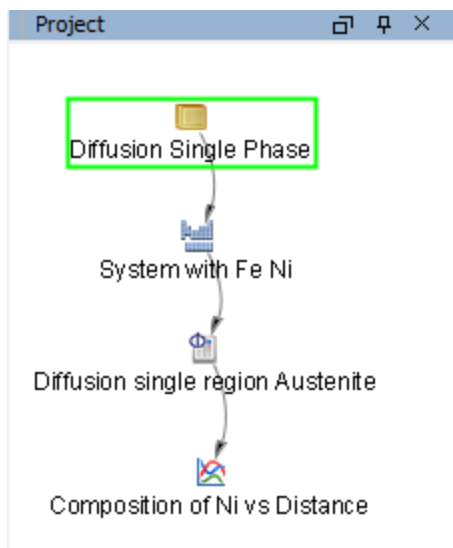 Project
Diffusion Single Phase
System with Fe Ni
Diffusion single region Austenite
Composition of Ni vs Distance